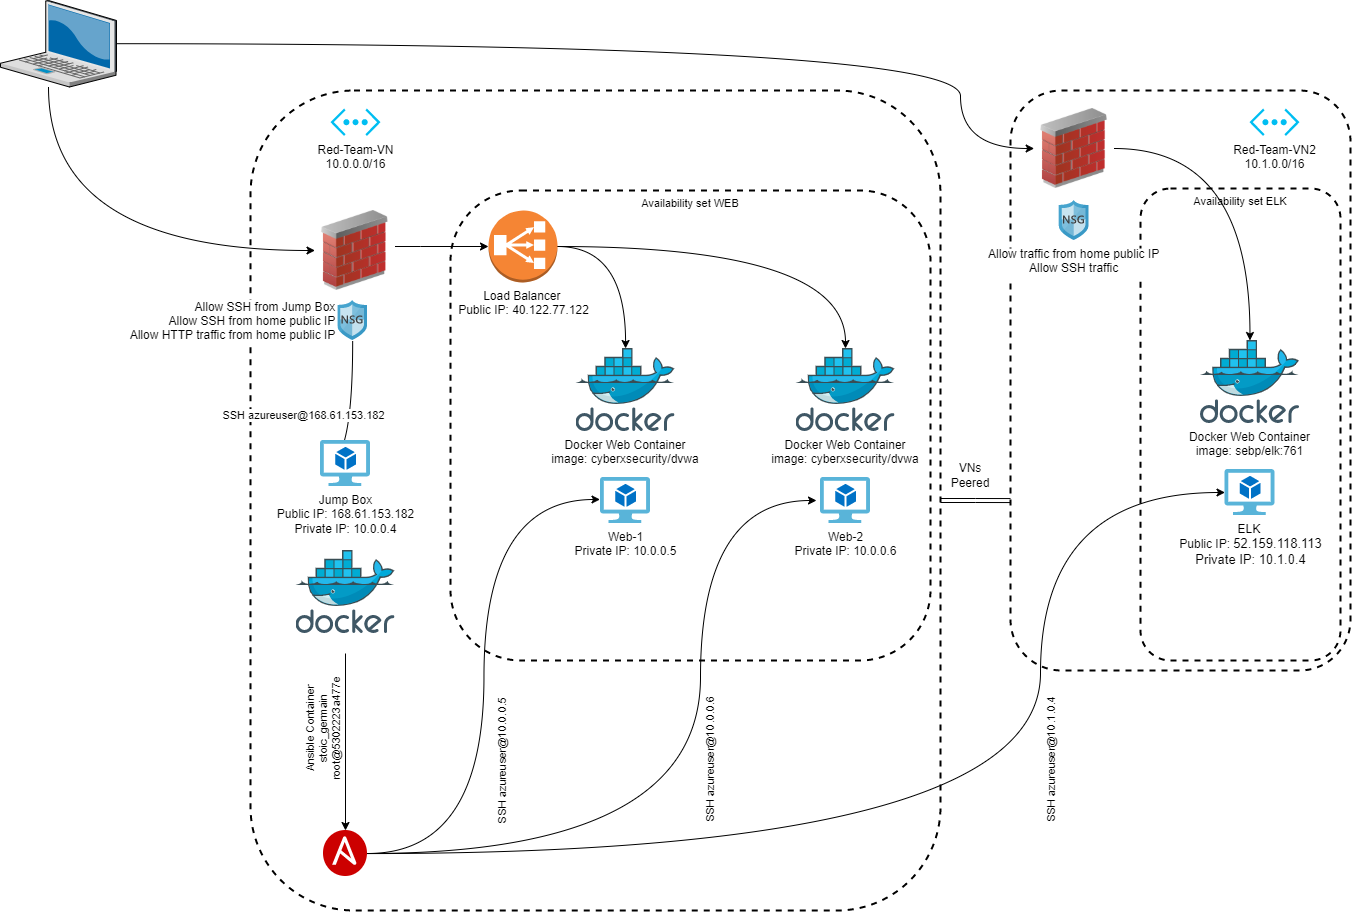 Red-Team-VN
10.0.0.0/16
Red-Team-VN2
10.1.0.0/16
Availability set WEB
Availability set ELK
NSG
Allow traffic from home public IP
Allow SSH traffic
Load Balancer
Public IP: 40.122.77.122
Allow SSH from Jump Box
Allow SSH from home public IP
Allow HTTP traffic from home public IP
NSG
SSH azureuser@168.61.153.182
docker
Docker Web Container
image: cyberxsecurity/dvwa
docker
Docker Web Container
image: cyberxsecurity/dvwa
docker
Docker Web Container
image: sebp/elk:761
VNs
Peered
Jump Box
Public IP: 168.61.153.182
Private IP: 10.0.0.4
Web-1
Private IP: 10.0.0.5
Web-2
Private IP: 10.0.0.6
ELK
Public IP: 52.159.118.113
Private IP: 10.1.0.4
docker
Ansible Container
stoic_germain
root@5302223a477e
SSH azureuser@10.0.0.5
SSH azureuser@10.0.0.6
SSH azureuser@10.1.0.4